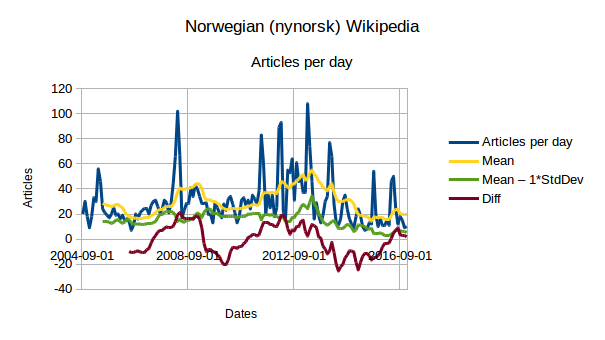 Norwegian (nynorsk) Wikipedia
Articles per day
120
100
80
60
40
20
0
-20
-40
2004-09-01
2008-09-01
2012-09-01
2016-09-01
Articles
Dates
Articles per day
Mean
Mean – 1*StdDev
Diff